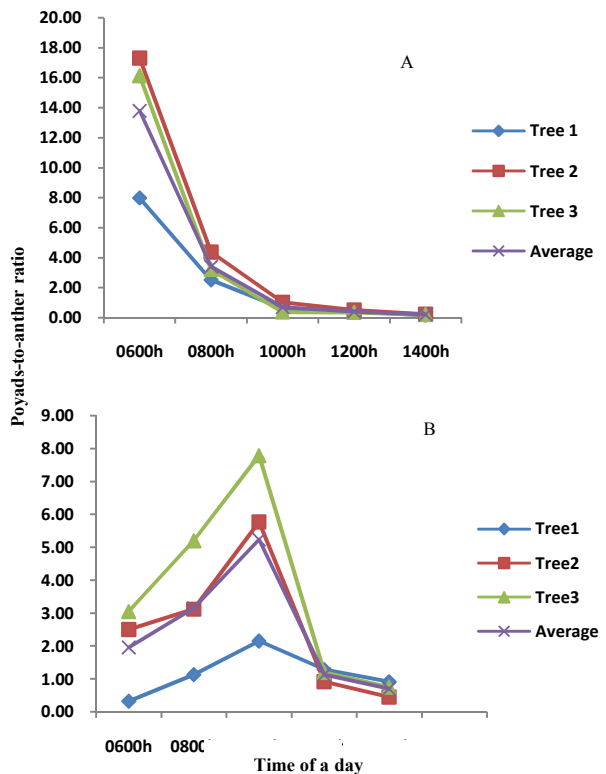 20.00
A
18.00
16.00
14.00
12.00
10.00
8.00
6.00
4.00
2.00
0.00
0600h 0800h 1000h 1200h 1400h
Tree 1
Tree 2
Tree 3
Average
Poyads-to-anther ratio
9.00
B
8.00
7.00
6.00
5.00
4.00
3.00
2.00
1.00
0.00
0600h
Tree1
Tree2
Tree3
Average
Time of a day